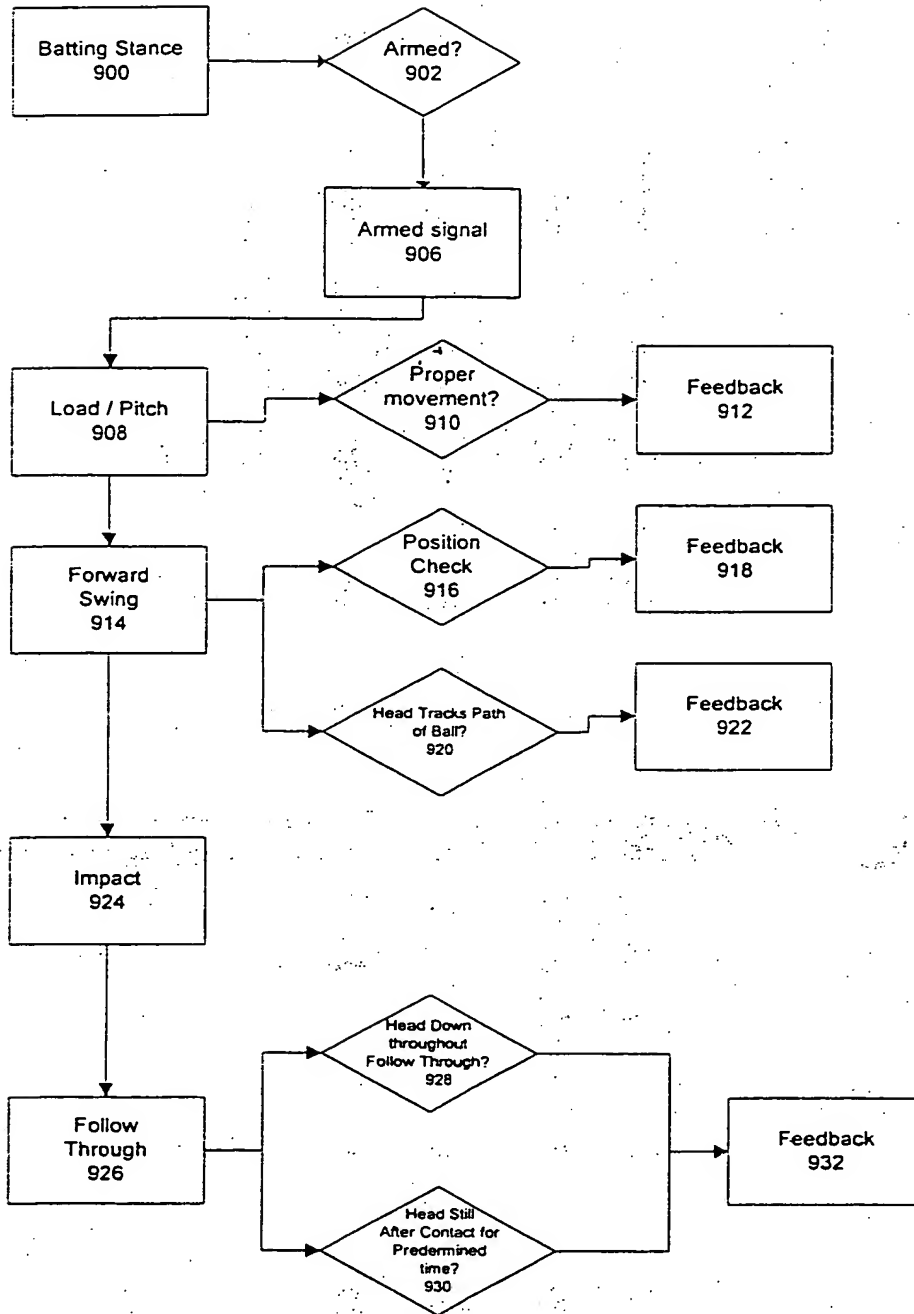 Batting Stance
900
Armed?
902
Armed signal
906
Load / Pitch
908
Proper
movement?
910
Feedback
912
Forward
Swing
914
Position
Check
916
Feedback
918
Head Tracks Path
of Ball?
920
Feedback
922
Impact
924
Follow
Through
926
Head Down
throughout
Follow Through?
928
Head Still
After Contact for
Predermined
time?
930
Feedback
932